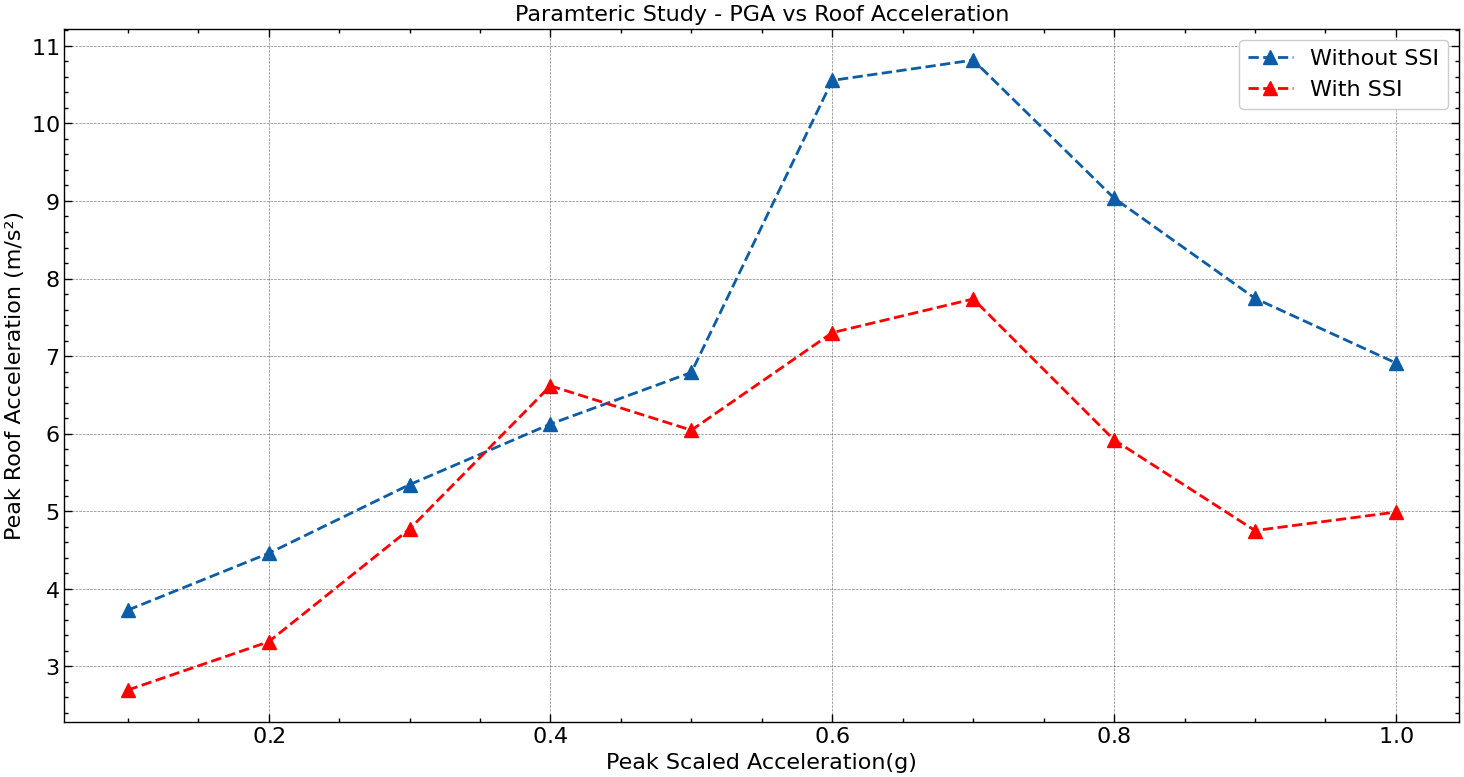 Paramteric Study - PGA vs Roof Acceleration
Without SSI
With SSI
Peak Roof Acceleration (m/s²)
11
10
9
8
7
6
5
4
3
0.2
0.4
0.6
0.8
1.0
Peak Scaled Acceleration(g)